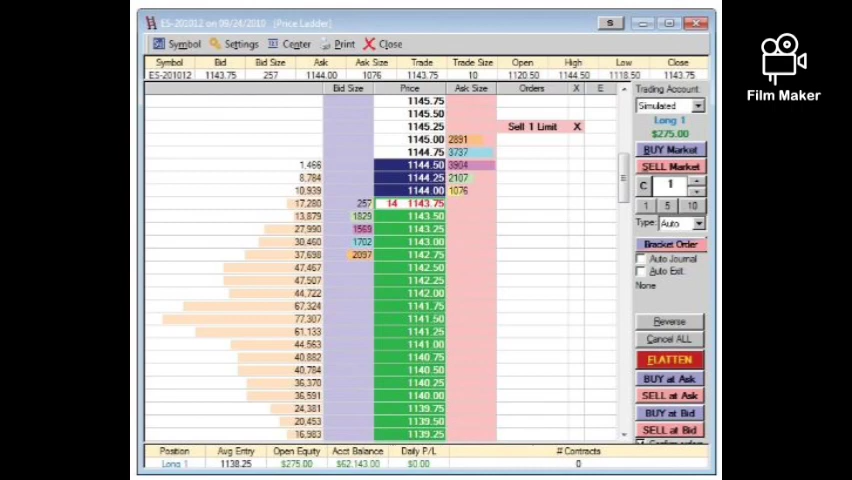 ES-201012 on 09/24/2010 [Price Ladder]
S
Symbol Settings Center Print Close
Symbol Bid Bid Size Ask Ask Size Trade Trade Size Open High Low Close
ES-201012 1143.75 257 1144.00 1076 1143.75 10 1120.50 1144.50 1118.50 1143.75
Bid Size Price Ask Size Orders X E
1145.75
1145.50
1145.25 Sell 1 Limit X
1145.00 2891
1144.75 3737
1,466 1144.50 3904
8,784 1144.25 2107
10,939 1144.00 1076
17,280 257 14 1143.75
13,879 1829 1143.50
27,990 1569 1143.25
30,460 1702 1143.00
37,698 2097 1142.75
47,467 1142.50
47,507 1142.25
44,722 1142.00
67,324 1141.75
77,307 1141.50
61,133 1141.25
44,563 1141.00
40,882 1140.75
40,784 1140.50
36,370 1140.25
36,591 1140.00
24,381 1139.75
20,453 1139.50
16,983 1139.25
Trading Account
Simulated
Long 1
$275.00
BUY Market
SELL Market
C 1
1 5 10
Type: Auto
Bracket Order
Auto Journal
Auto Exit
None
Reverse
Cancel ALL
FLATTEN
BUY at Ask
SELL at Ask
BUY at Bid
SELL at Bid
Position Avg Entry Open Equity Acct Balance Daily P/L # Contracts
Long 1 1138.25 $275.00 $62,143.00 $0.00 0
Film Maker